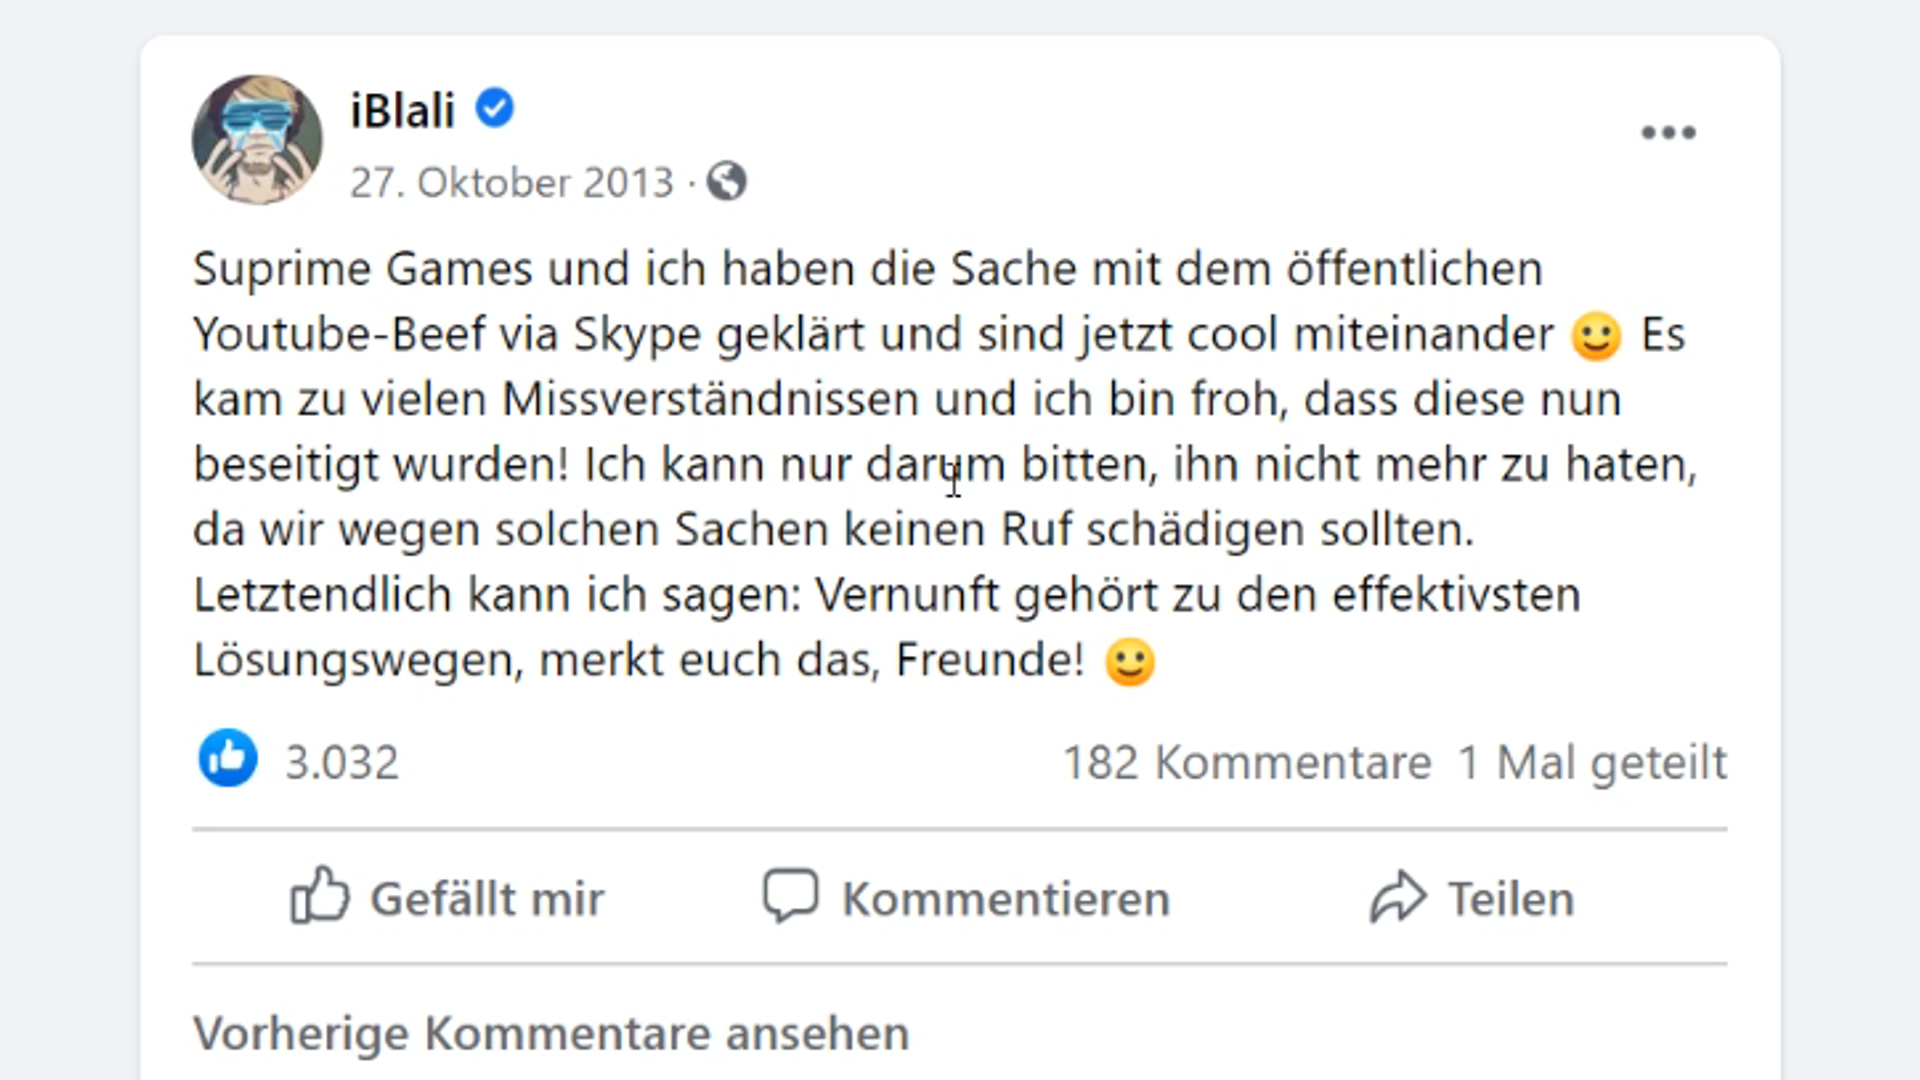 iBlali
27. Oktober 2013 ·
Suprime Games und ich haben die Sache mit dem öffentlichen
Youtube-Beef via Skype geklärt und sind jetzt cool miteinander 🙂 Es
kam zu vielen Missverständnissen und ich bin froh, dass diese nun
beseitigt wurden! Ich kann nur darum bitten, ihn nicht mehr zu haten,
da wir wegen solchen Sachen keinen Ruf schädigen sollten.
Letztendlich kann ich sagen: Vernunft gehört zu den effektivsten
Lösungswegen, merkt euch das, Freunde! 🙂
3.032 182 Kommentare 1 Mal geteilt
Gefällt mir Kommentieren Teilen
Vorherige Kommentare ansehen